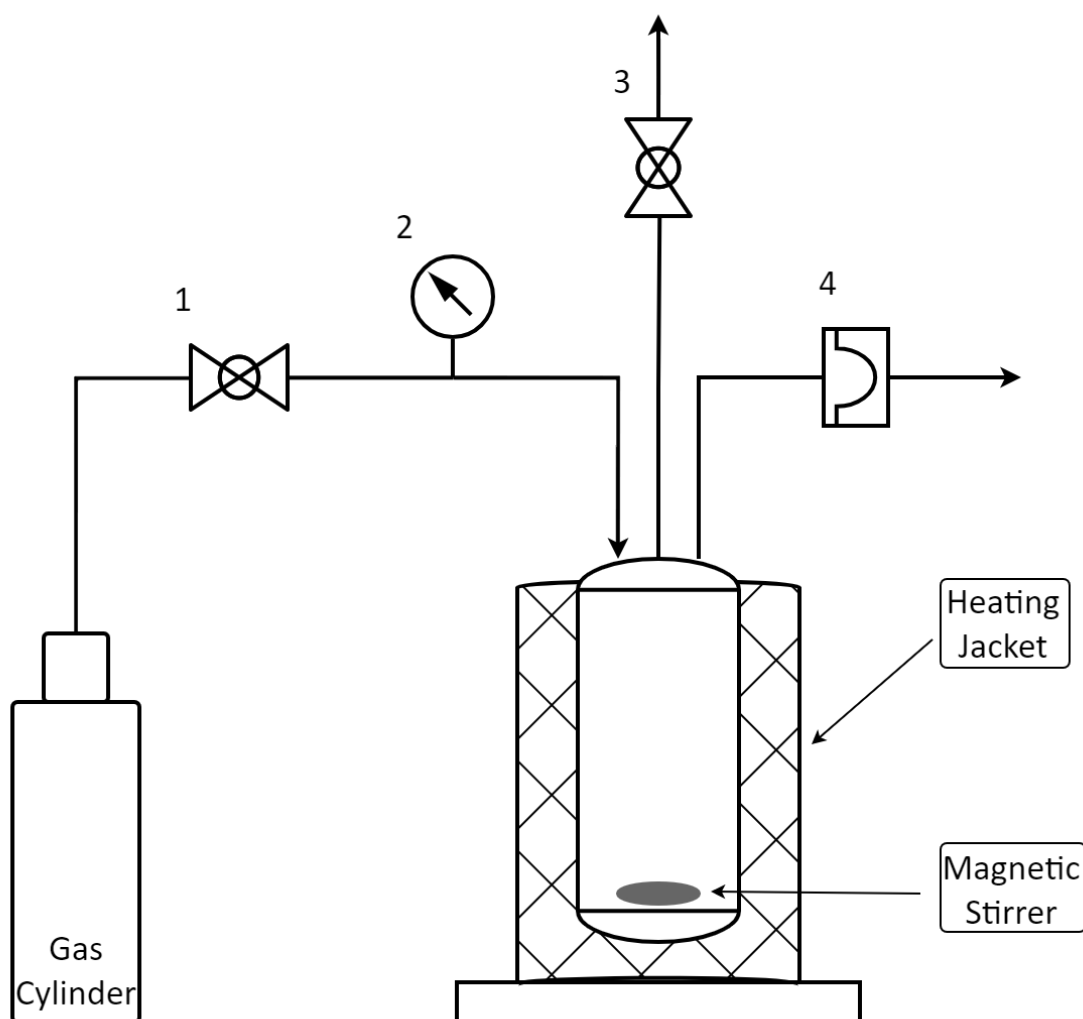 3
2
4
1
Heating
Jacket
Magnetic
Stirrer
Gas
Cylinder